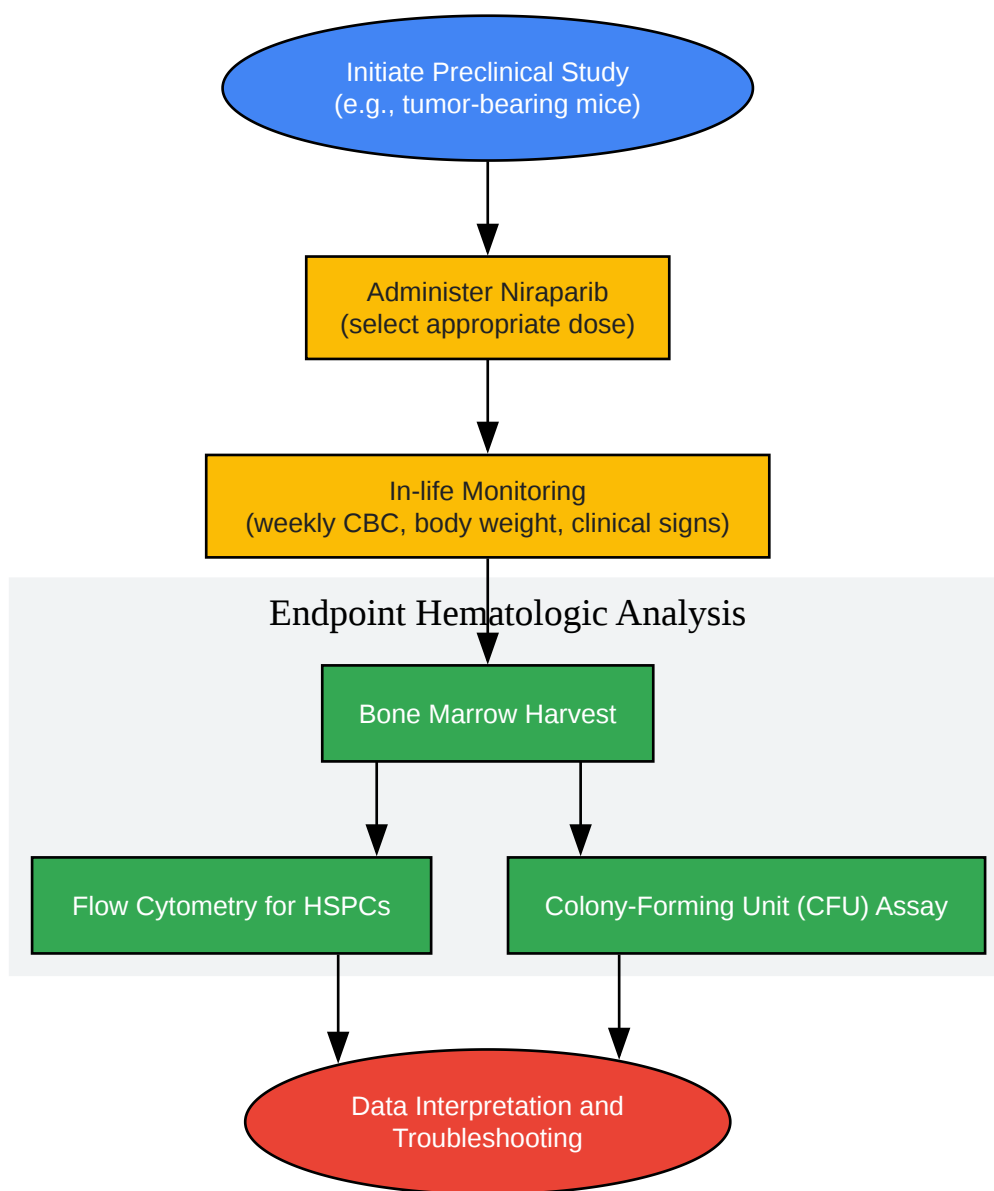 Initiate Preclinical Study
(e.g., tumor-bearing mice)
Administer Niraparib
(select appropriate dose)
In-life Monitoring
(weekly CBC, body weight, clinical signs)
Endpoint Hematologic Analysis
Bone Marrow Harvest
Flow Cytometry for HSPCs
Colony-Forming Unit (CFU) Assay
Data Interpretation and
Troubleshooting